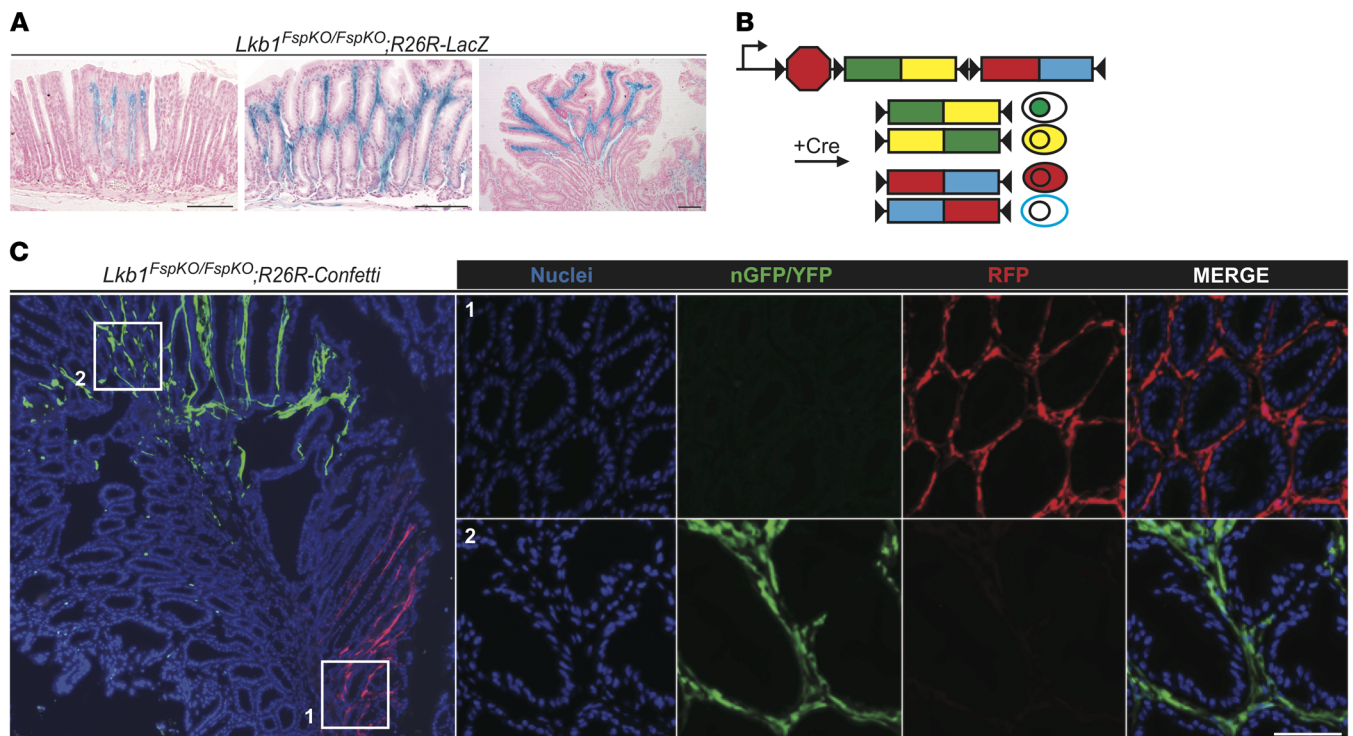 A
Lkb1FspKO/FspKO;R26R-LacZ
B
+Cre
C
Lkb1FspKO/FspKO;R26R-Confetti
Nuclei
nGFP/YFP
RFP
MERGE
1
2
2
1